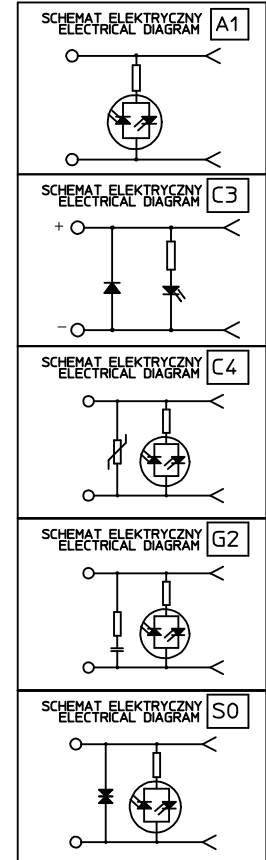 SCHEMAT ELEKTRYCZNY
ELECTRICAL DIAGRAM A1
SCHEMAT ELEKTRYCZNY
ELECTRICAL DIAGRAM C3
+
−
SCHEMAT ELEKTRYCZNY
ELECTRICAL DIAGRAM C4
SCHEMAT ELEKTRYCZNY
ELECTRICAL DIAGRAM G2
SCHEMAT ELEKTRYCZNY
ELECTRICAL DIAGRAM S0